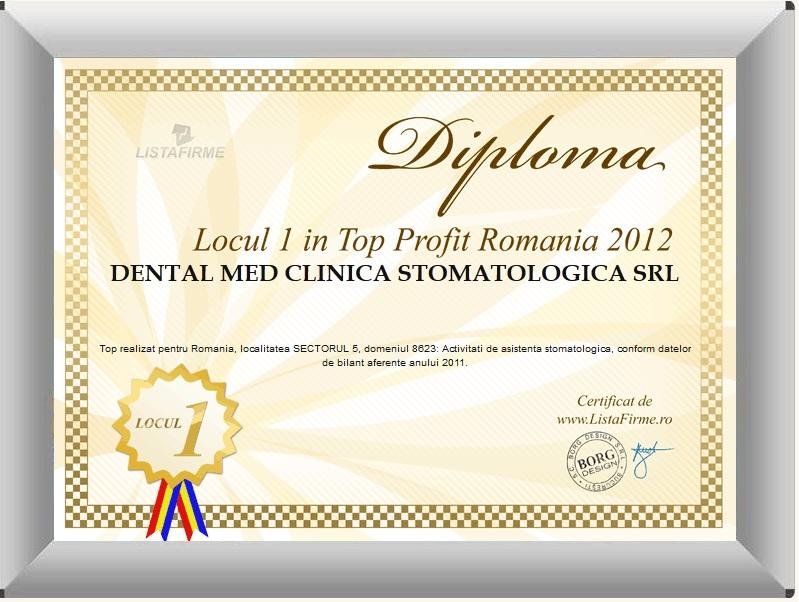 LISTAFIRME
Diploma
Locul 1 in Top Profit Romania 2012
DENTAL MED CLINICA STOMATOLOGICA SRL
Top realizat pentru Romania, localitatea SECTORUL 5, domeniul 8623: Activitati de asistenta stomatologica, conform datelor
de bilant aferente anului 2011.
LOCUL 1
Certificat de
www.ListaFirme.ro
S.C. BORG DESIGN S.R.L. • BUCUREȘTI •
BORG
DESIGN